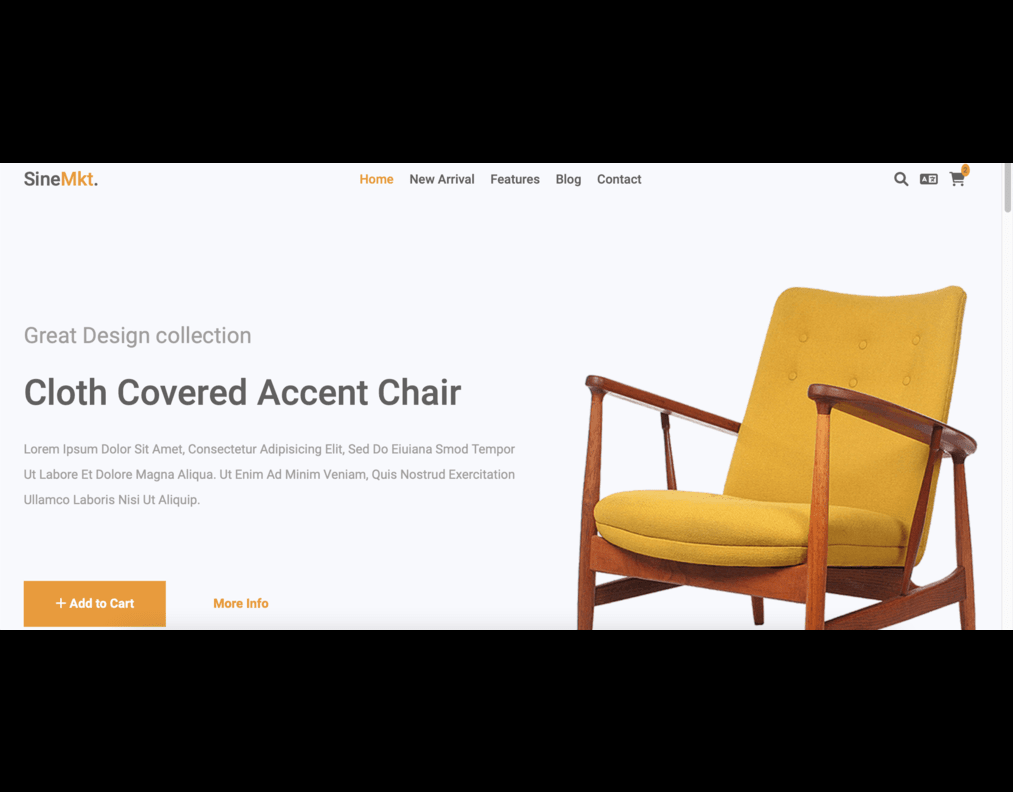 SineMkt.
Home New Arrival Features Blog Contact
Great Design collection
Cloth Covered Accent Chair
Lorem Ipsum Dolor Sit Amet, Consectetur Adipisicing Elit, Sed Do Eiuiana Smod Tempor
Ut Labore Et Dolore Magna Aliqua. Ut Enim Ad Minim Veniam, Quis Nostrud Exercitation
Ullamco Laboris Nisi Ut Aliquip.
+ Add to Cart More Info